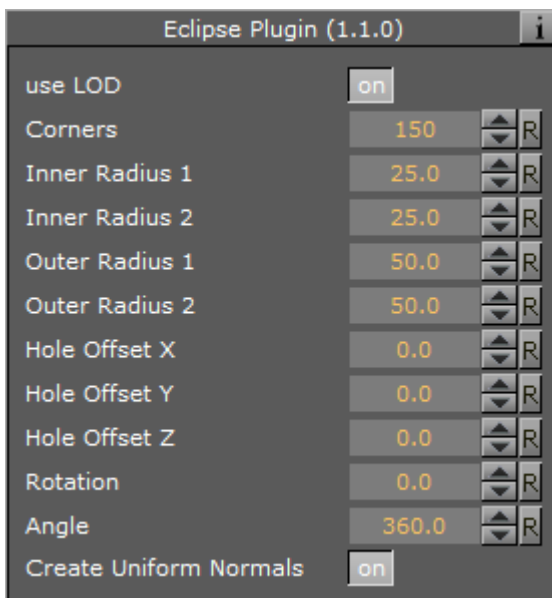 Eclipse Plugin (1.1.0) i
use LOD on
Corners 150 R
Inner Radius 1 25.0 R
Inner Radius 2 25.0 R
Outer Radius 1 50.0 R
Outer Radius 2 50.0 R
Hole Offset X 0.0 R
Hole Offset Y 0.0 R
Hole Offset Z 0.0 R
Rotation 0.0 R
Angle 360.0 R
Create Uniform Normals on